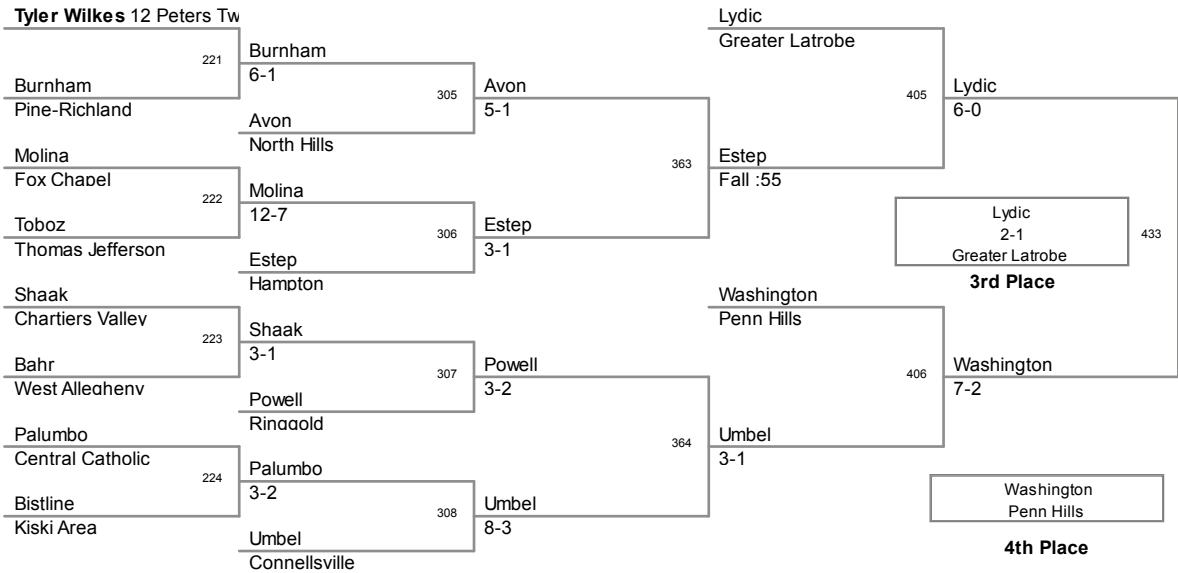 Tyler Wilkes 12 Peters Tw
221
Burnham
Pine-Richland
Burnham
6-1
305
Avon
North Hills
Avon
5-1
Molina
Fox Chapel
222
Toboz
Thomas Jefferson
Molina
12-7
306
Estep
Hampton
Estep
3-1
363
Estep
Fall :55
Lydic
Greater Latrobe
405
Lydic
6-0
Shaak
Chartiers Valley
223
Bahr
West Allegheny
Shaak
3-1
307
Powell
Ringgold
Powell
3-2
Palumbo
Central Catholic
224
Bistline
Kiski Area
Palumbo
3-2
308
Umbel
Connellsville
Umbel
8-3
364
Umbel
3-1
Washington
Penn Hills
406
Washington
7-2
Lydic
2-1
Greater Latrobe
433
3rd Place
Washington
Penn Hills
4th Place